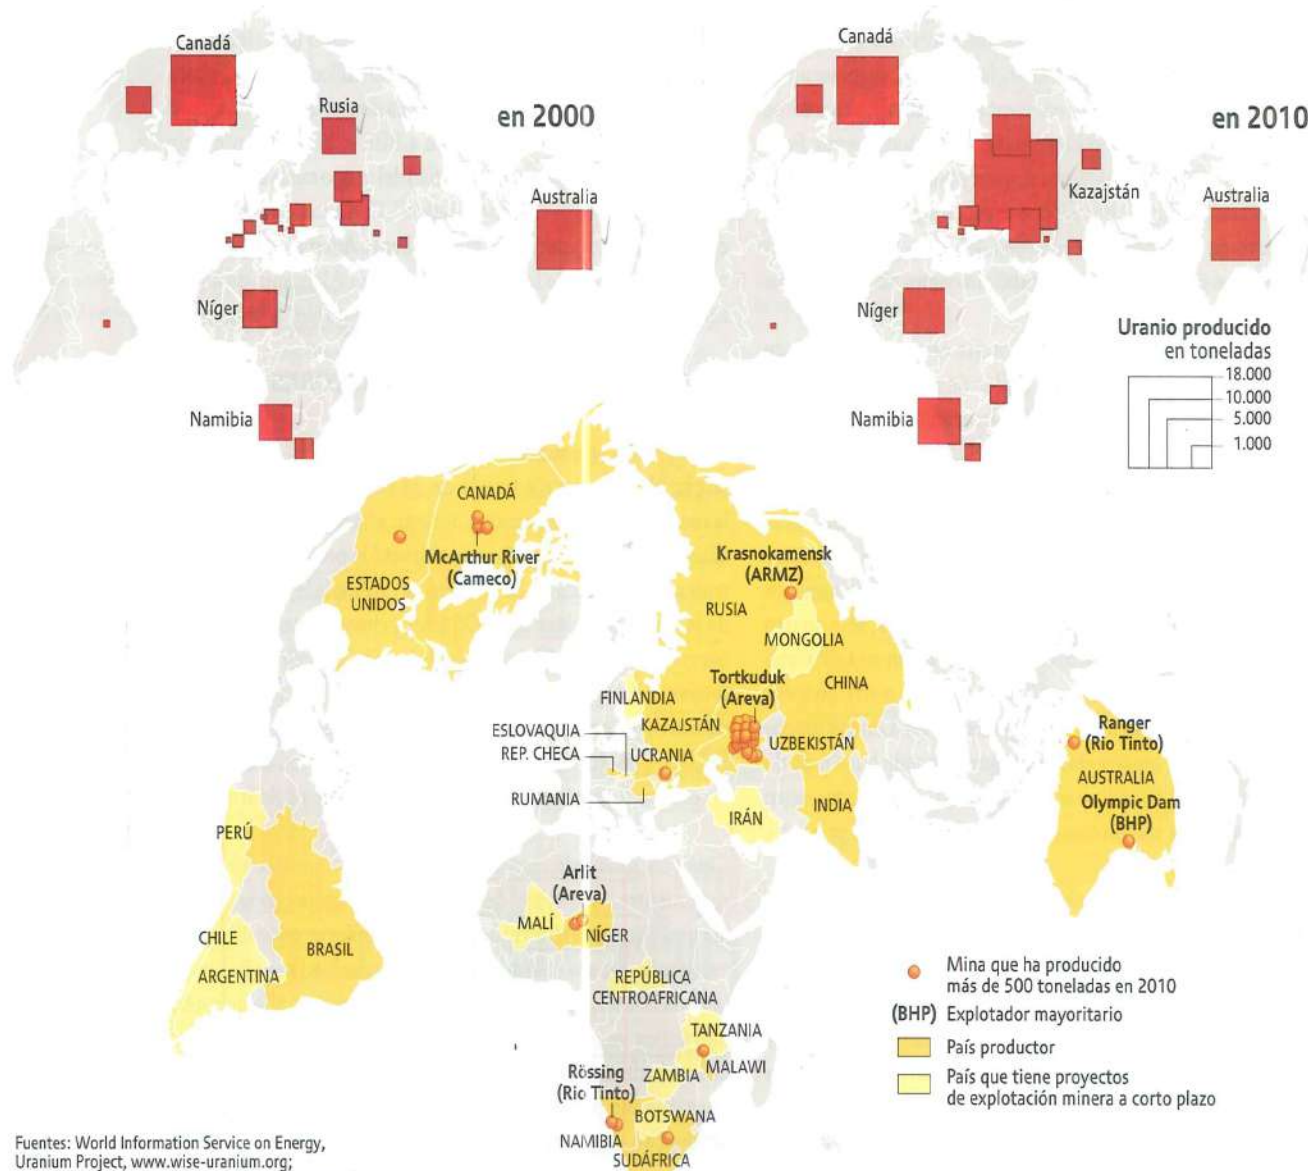 Canadá
Rusia
en 2000
Australia
Níger
Namibia
Canadá
en 2010
Kazajstán
Australia
Níger
Namibia
Uranio producido
en toneladas
18.000
10.000
5.000
1.000
CANADÁ
McArthur River
(Cameco)
ESTADOS
UNIDOS
Krasnokamensk
(ARMZ)
RUSIA
MONGOLIA
CHINA
Tortkuduk
(Areva)
FINLANDIA
KAZAJSTÁN
ESLOVAQUIA
REP. CHECA
UCRANIA
UZBEKISTÁN
RUMANIA
IRÁN
INDIA
Ranger
(Rio Tinto)
AUSTRALIA
Olympic Dam
(BHP)
PERÚ
CHILE
ARGENTINA
BRASIL
Arlit
(Areva)
MALÍ
NÍGER
REPÚBLICA
CENTROAFRICANA
TANZANIA
MALAWI
ZAMBIA
Rössing
(Rio Tinto)
BOTSWANA
NAMIBIA
SUDÁFRICA
Mina que ha producido
más de 500 toneladas en 2010
(BHP) Explotador mayoritario
País productor
País que tiene proyectos
de explotación minera a corto plazo
Fuentes: World Information Service on Energy,
Uranium Project, www.wise-uranium.org;